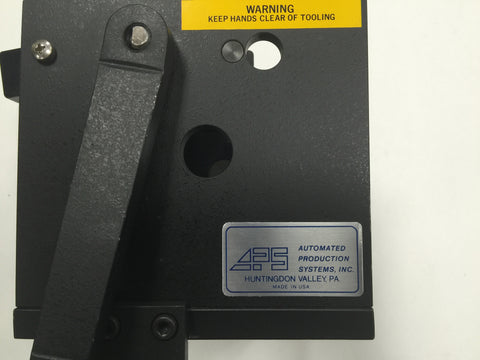 WARNING
KEEP HANDS CLEAR OF TOOLING
APS
AUTOMATED
PRODUCTION
SYSTEMS, INC.
HUNTINGDON VALLEY, PA.
MADE IN USA